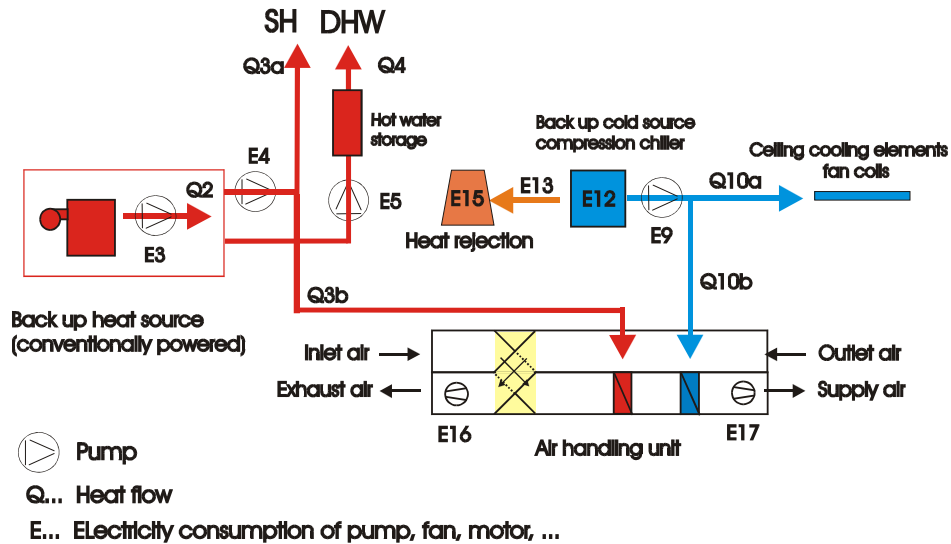 SH DHW
Q3a
Q4
Hot water
storage
Back up cold source
compression chiller
Ceiling cooling elements
fan coils
E4
Q2
E5
E13
E15
E12
Q10a
E3
Heat rejection
E9
Q10b
Q3b
Back up heat source
(conventionally powered)
Inlet air
Outlet air
Exhaust air
Supply air
E16
E17
Air handling unit
Pump
Q... Heat flow
E... ELectricity consumption of pump, fan, motor, ...